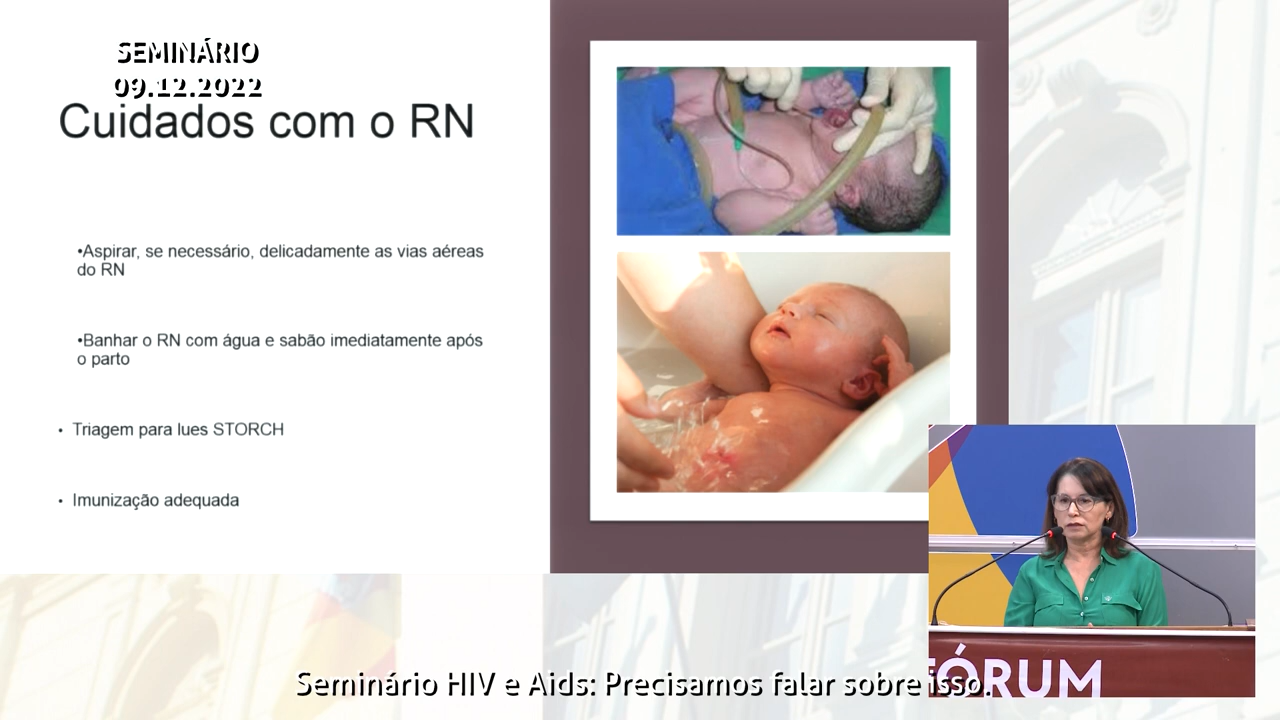 SEMINÁRIO
09.12.2022
Cuidados com o RN
•Aspirar, se necessário, delicadamente as vias aéreas
do RN
•Banhar o RN com água e sabão imediatamente após
o parto
• Triagem para lues STORCH
• Imunização adequada
FÓRUM
Seminário HIV e Aids: Precisamos falar sobre isso.